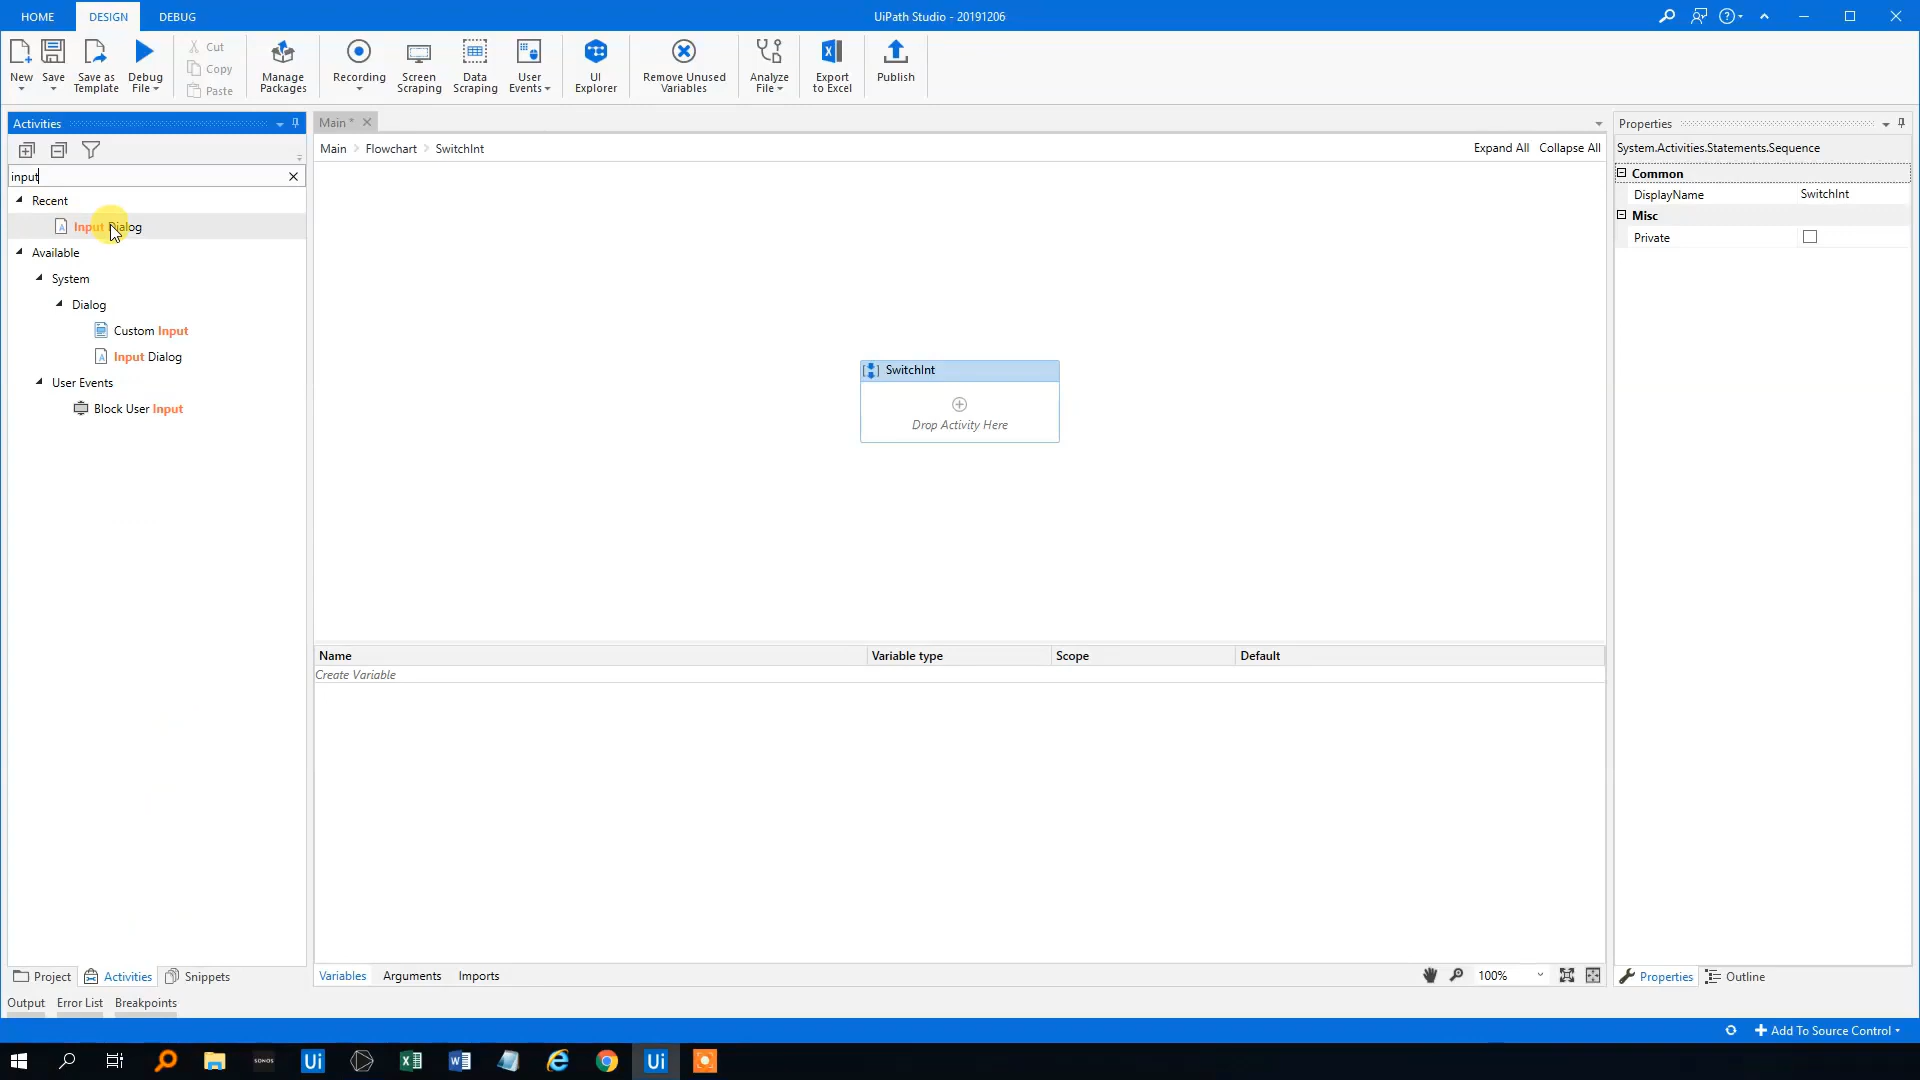 HOME DESIGN DEBUG UiPath Studio - 20191206
New Save Save as Template Debug File Cut Copy Paste Manage Packages Recording Screen Scraping Data Scraping User Events UI Explorer Remove Unused Variables Analyze File Export to Excel Publish
Activities
Main *
Properties
Main > Flowchart > SwitchInt
Expand All Collapse All
System.Activities.Statements.Sequence
input
Common
Recent
DisplayName SwitchInt
Input Dialog
Misc
Private
Available
System
Dialog
Custom Input
Input Dialog
User Events
Block User Input
SwitchInt
Drop Activity Here
Name Variable type Scope Default
Create Variable
Project Activities Snippets
Variables Arguments Imports
100%
Properties Outline
Output Error List Breakpoints
Add To Source Control
SONOS
Ui
Ui